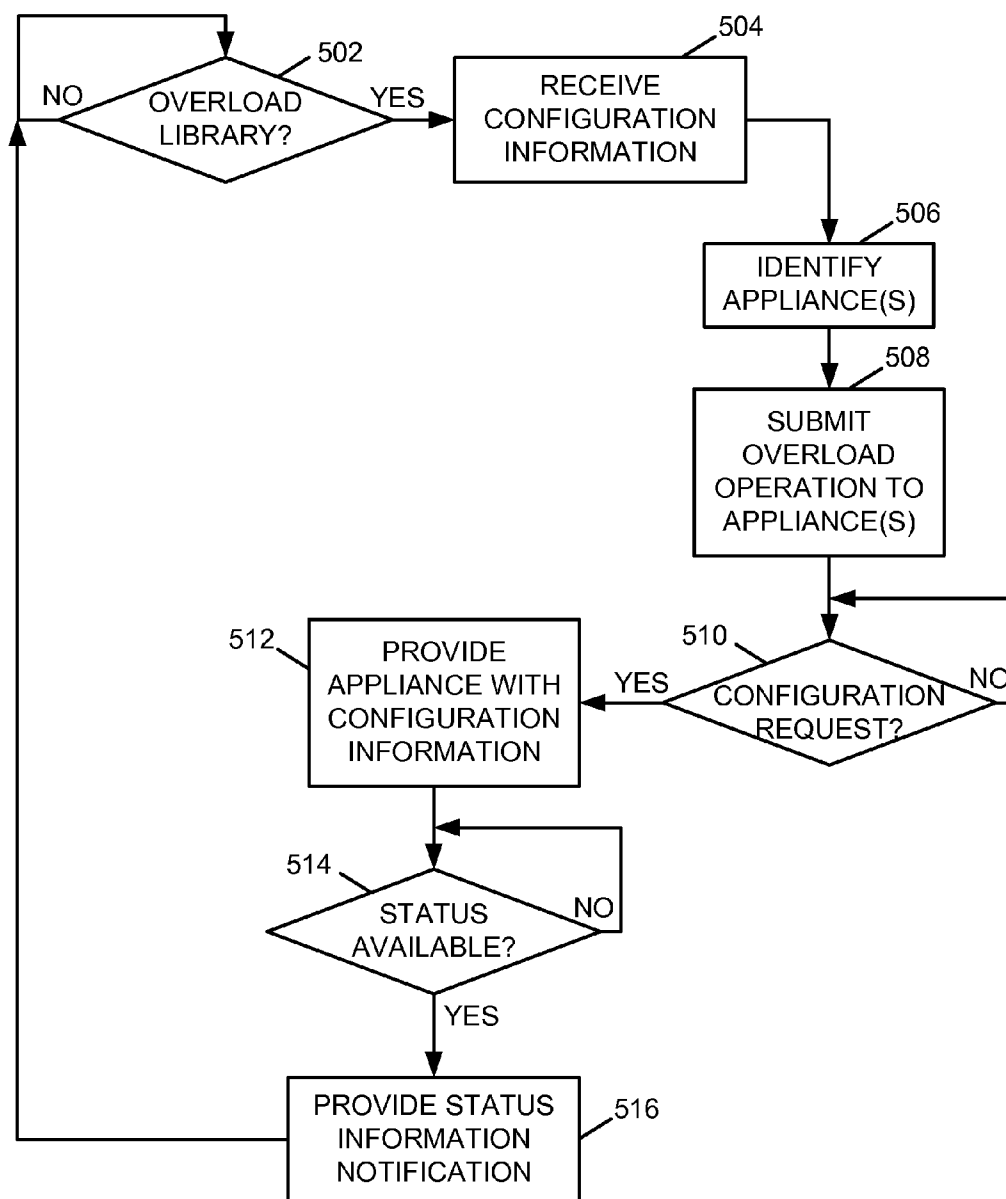 502
OVERLOAD
LIBRARY?
NO
YES
504
RECEIVE
CONFIGURATION
INFORMATION
506
IDENTIFY
APPLIANCE(S)
508
SUBMIT
OVERLOAD
OPERATION TO
APPLIANCE(S)
510
CONFIGURATION
REQUEST?
NO
YES
512
PROVIDE
APPLIANCE WITH
CONFIGURATION
INFORMATION
514
STATUS
AVAILABLE?
NO
YES
PROVIDE STATUS
INFORMATION
NOTIFICATION
516